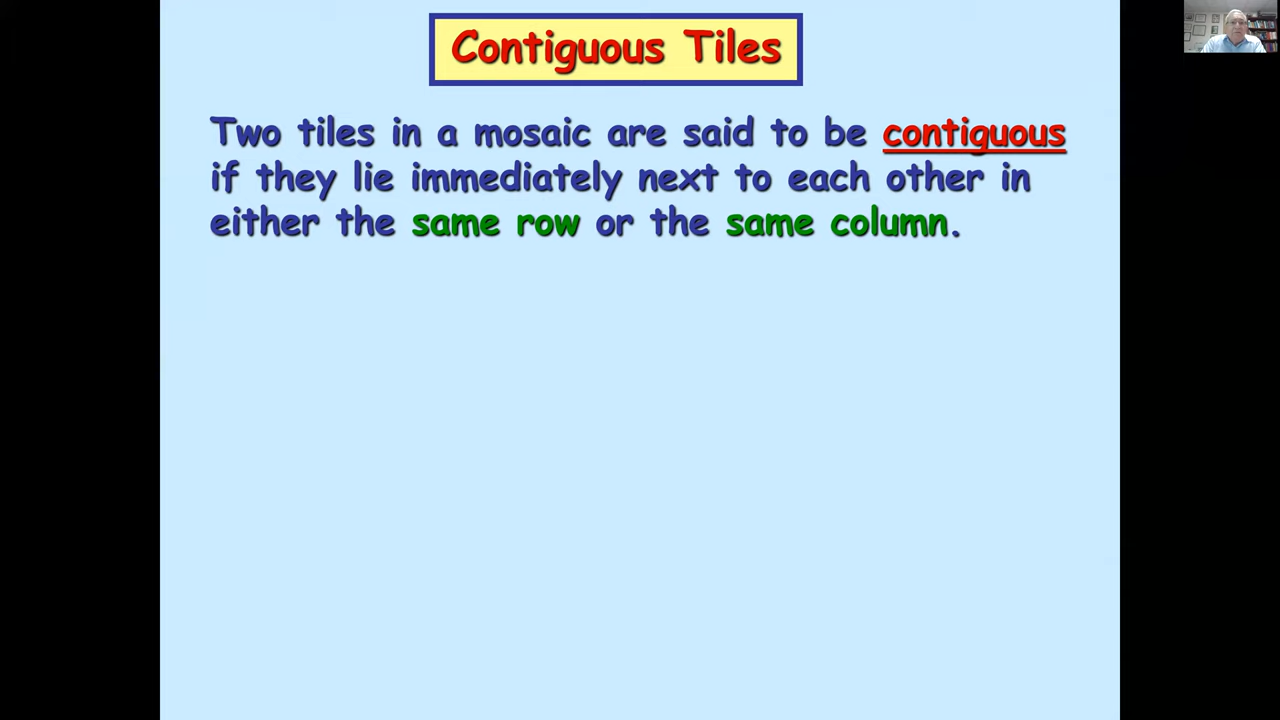 Contiguous Tiles
Two tiles in a mosaic are said to be contiguous
if they lie immediately next to each other in
either the same row or the same column.